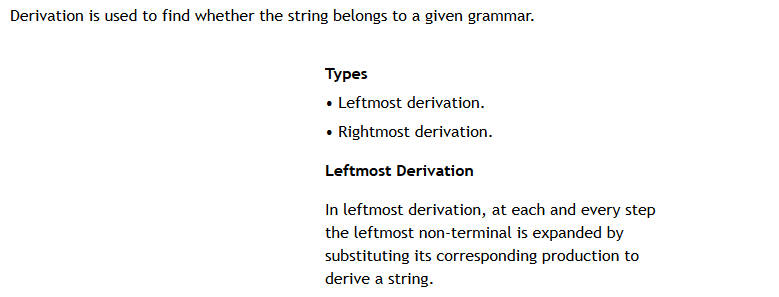 Derivation is used to find whether the string belongs to a given grammar.
Types
• Leftmost derivation.
• Rightmost derivation.
Leftmost Derivation
In leftmost derivation, at each and every step
the leftmost non-terminal is expanded by
substituting its corresponding production to
derive a string.